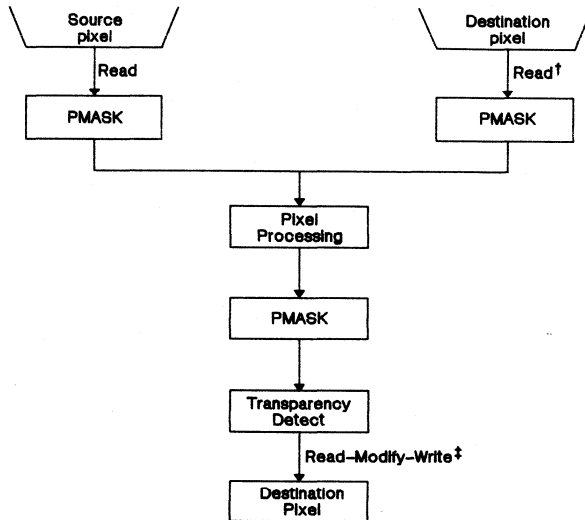 Source
pixel
Destination
pixel
Read
Read†
PMASK
PMASK
Pixel
Processing
PMASK
Transparency
Detect
Read-Modify-Write‡
Destination
Pixel